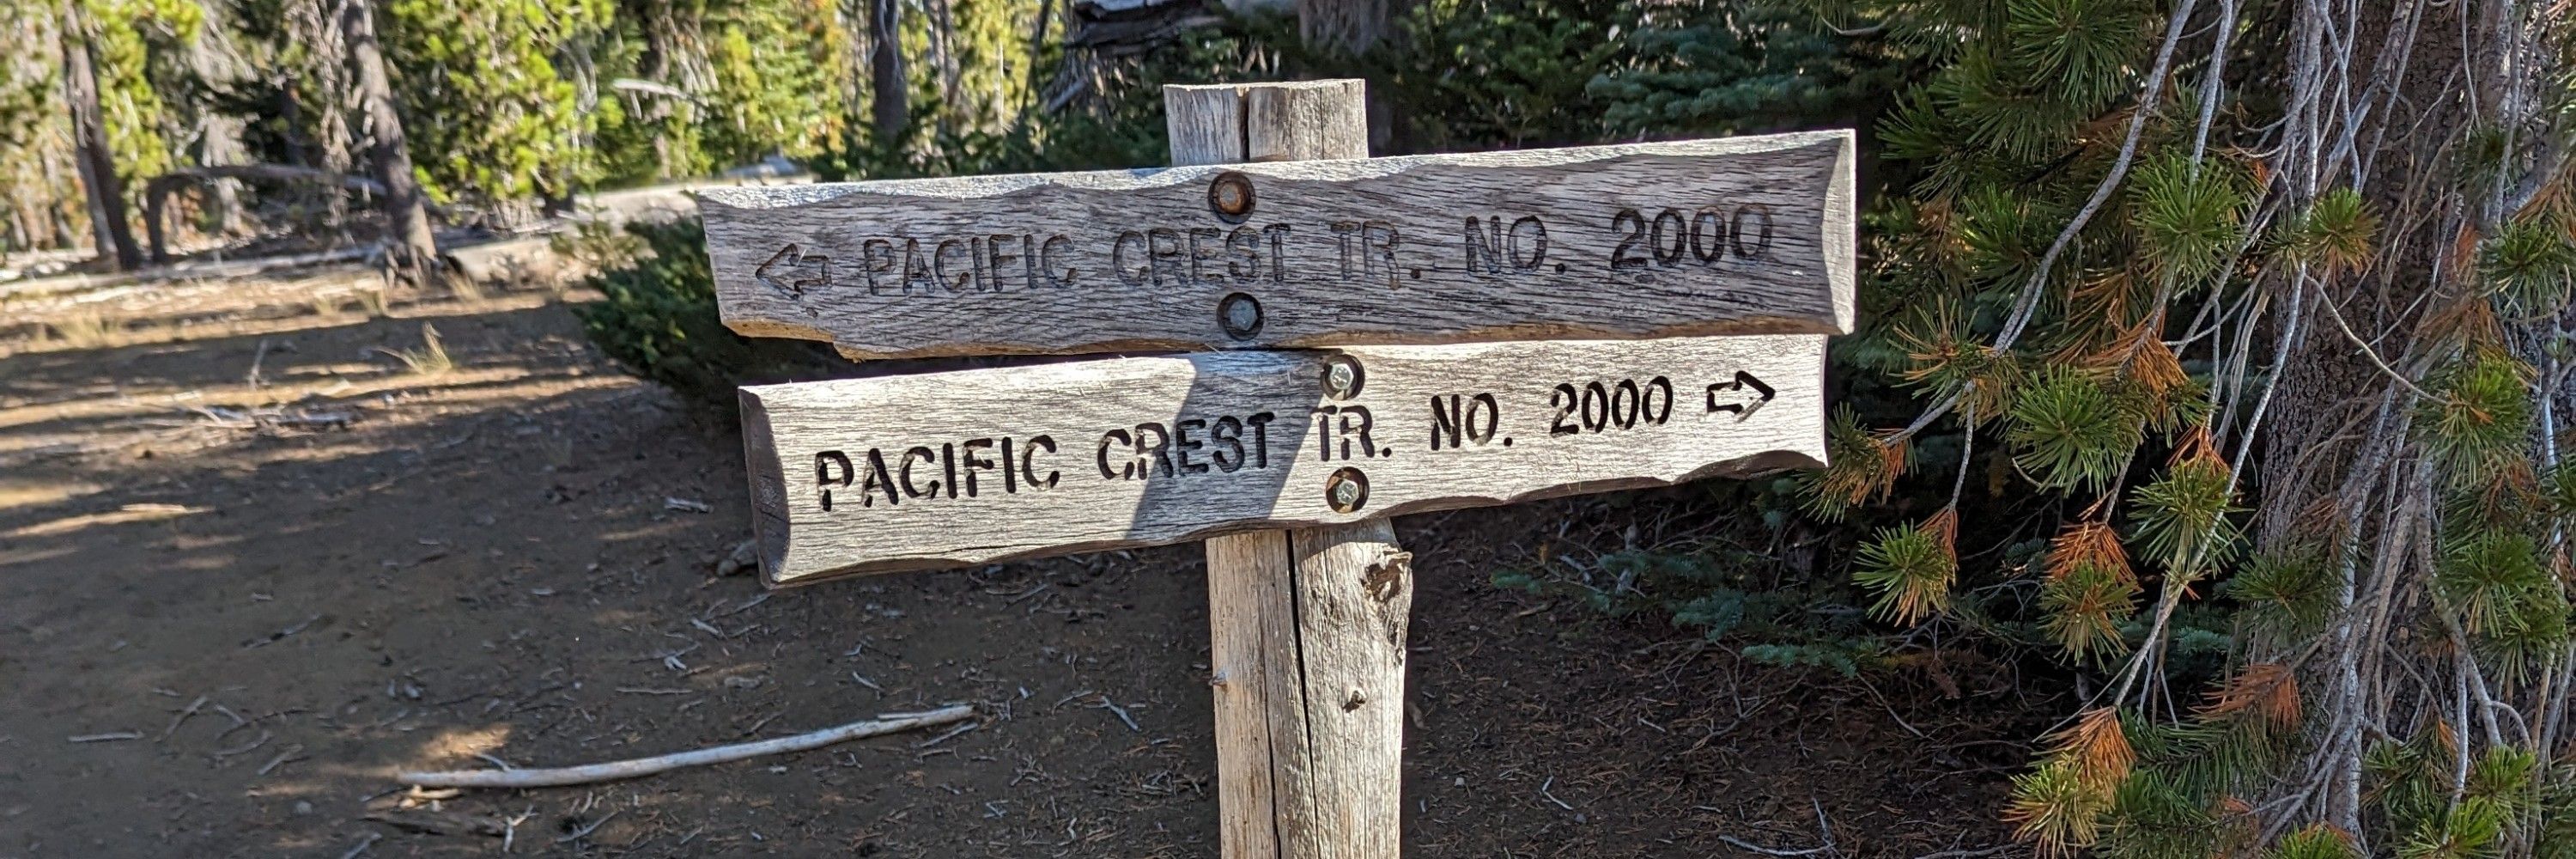 ⇦ PACIFIC CREST TR. NO. 2000
PACIFIC CREST TR. NO. 2000 ⇨